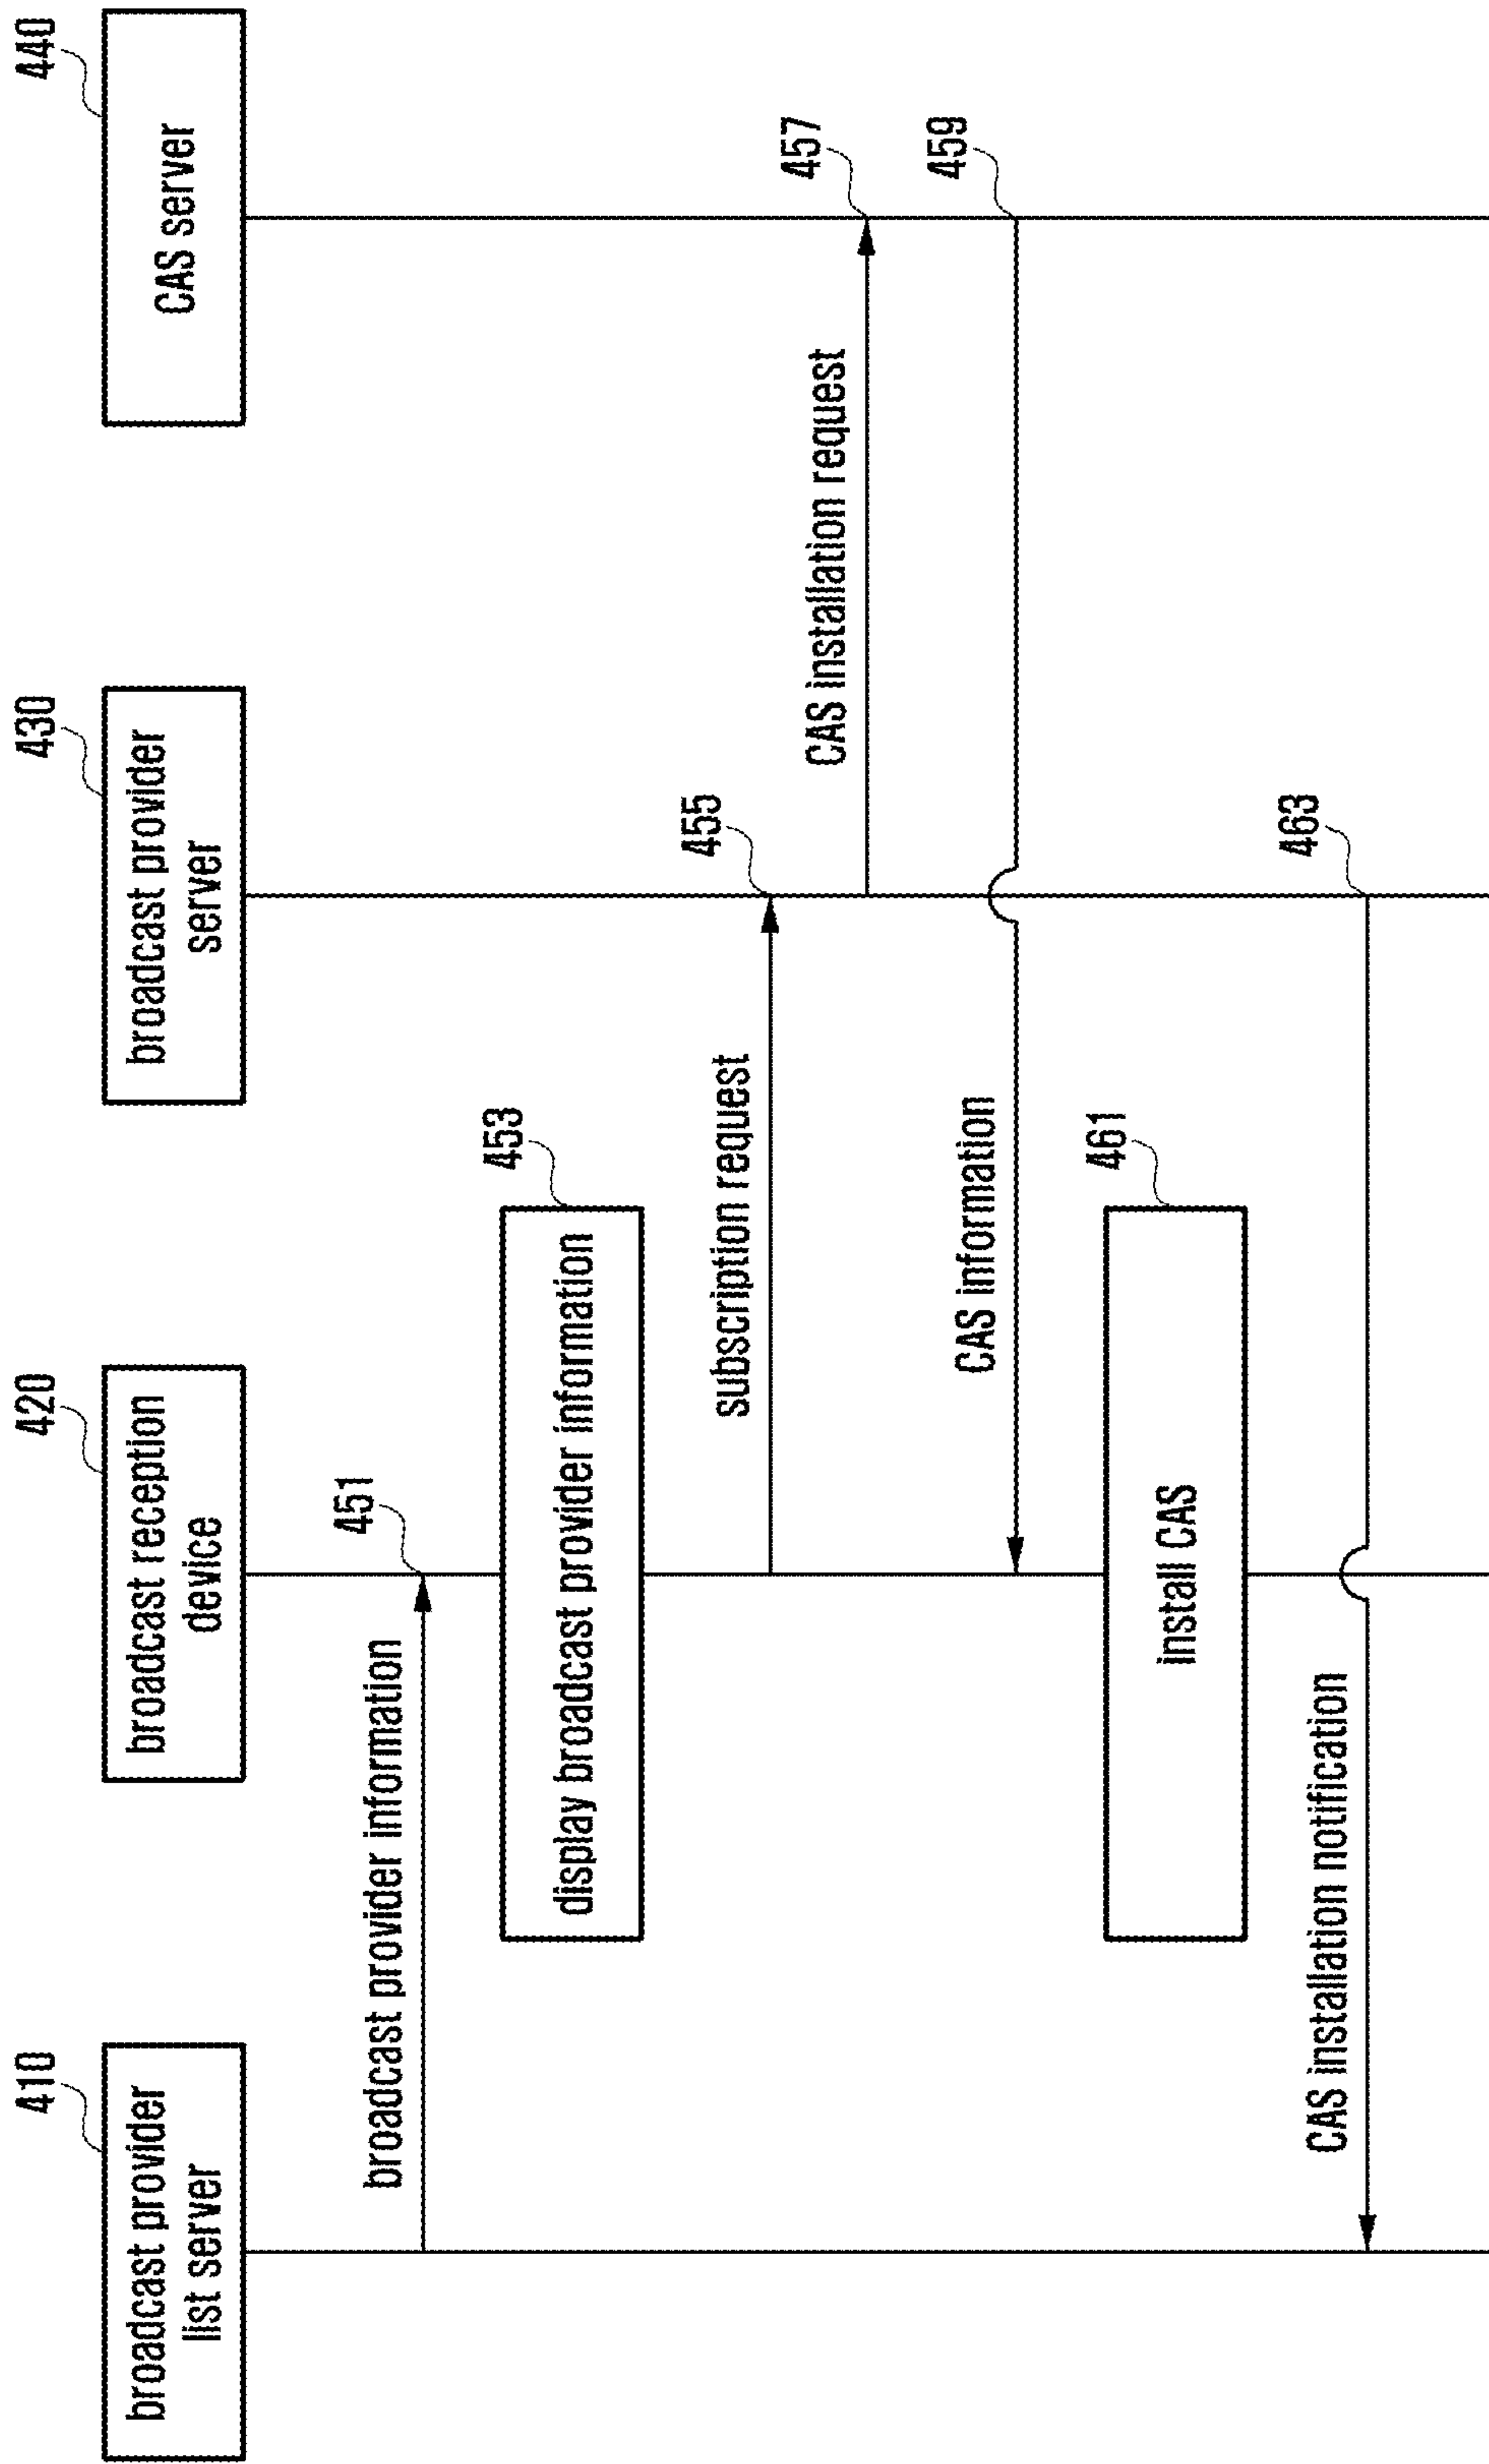 410
broadcast provider
list server
420
broadcast reception
device
430
broadcast provider
server
440
CAS server
broadcast provider information
451
453
display broadcast provider information
subscription request
455
CAS installation request
457
CAS information
459
461
install CAS
CAS installation notification
463